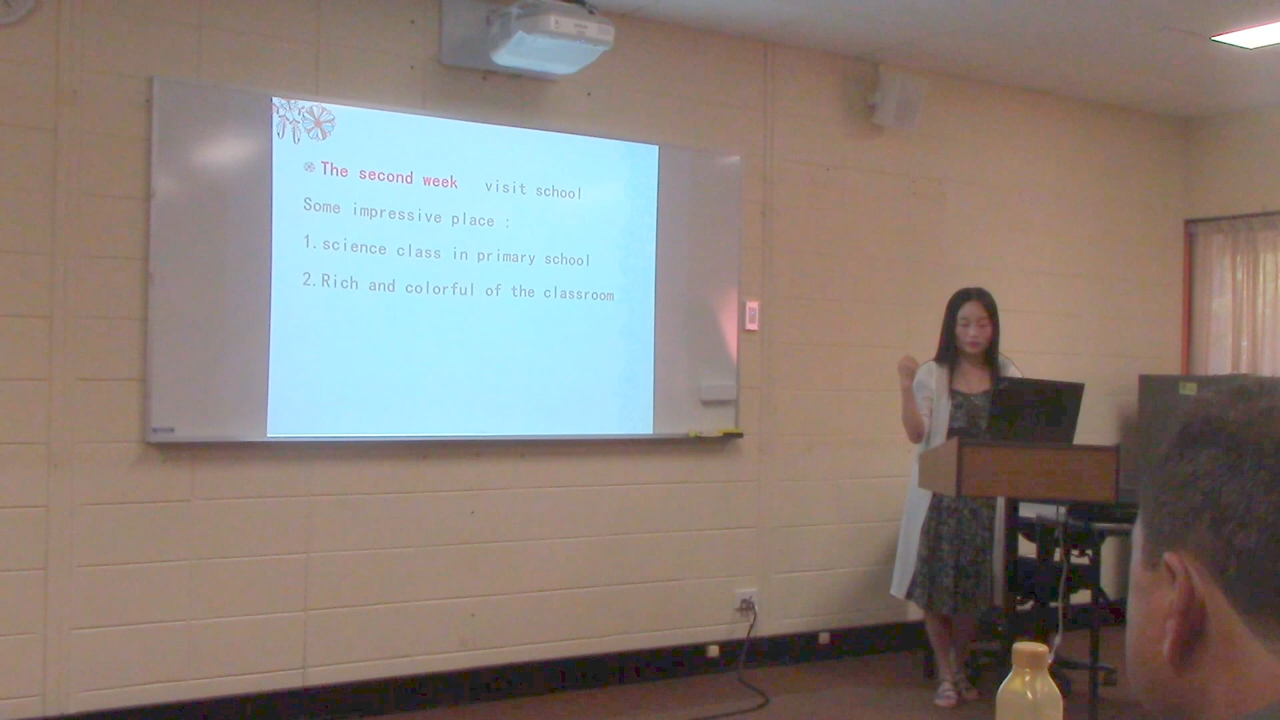 The second week visit school
Some impressive place :
1.science class in primary school
2.Rich and colorful of the classroom